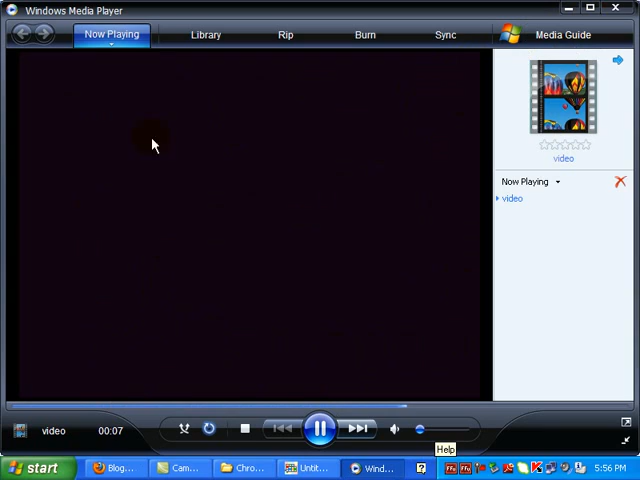 Windows Media Player
Now Playing
Library
Rip
Burn
Sync
Media Guide
video
Now Playing
video
video
00:07
Help
start
Blog...
Cam...
Chro...
Untit...
Wind...
5:56 PM